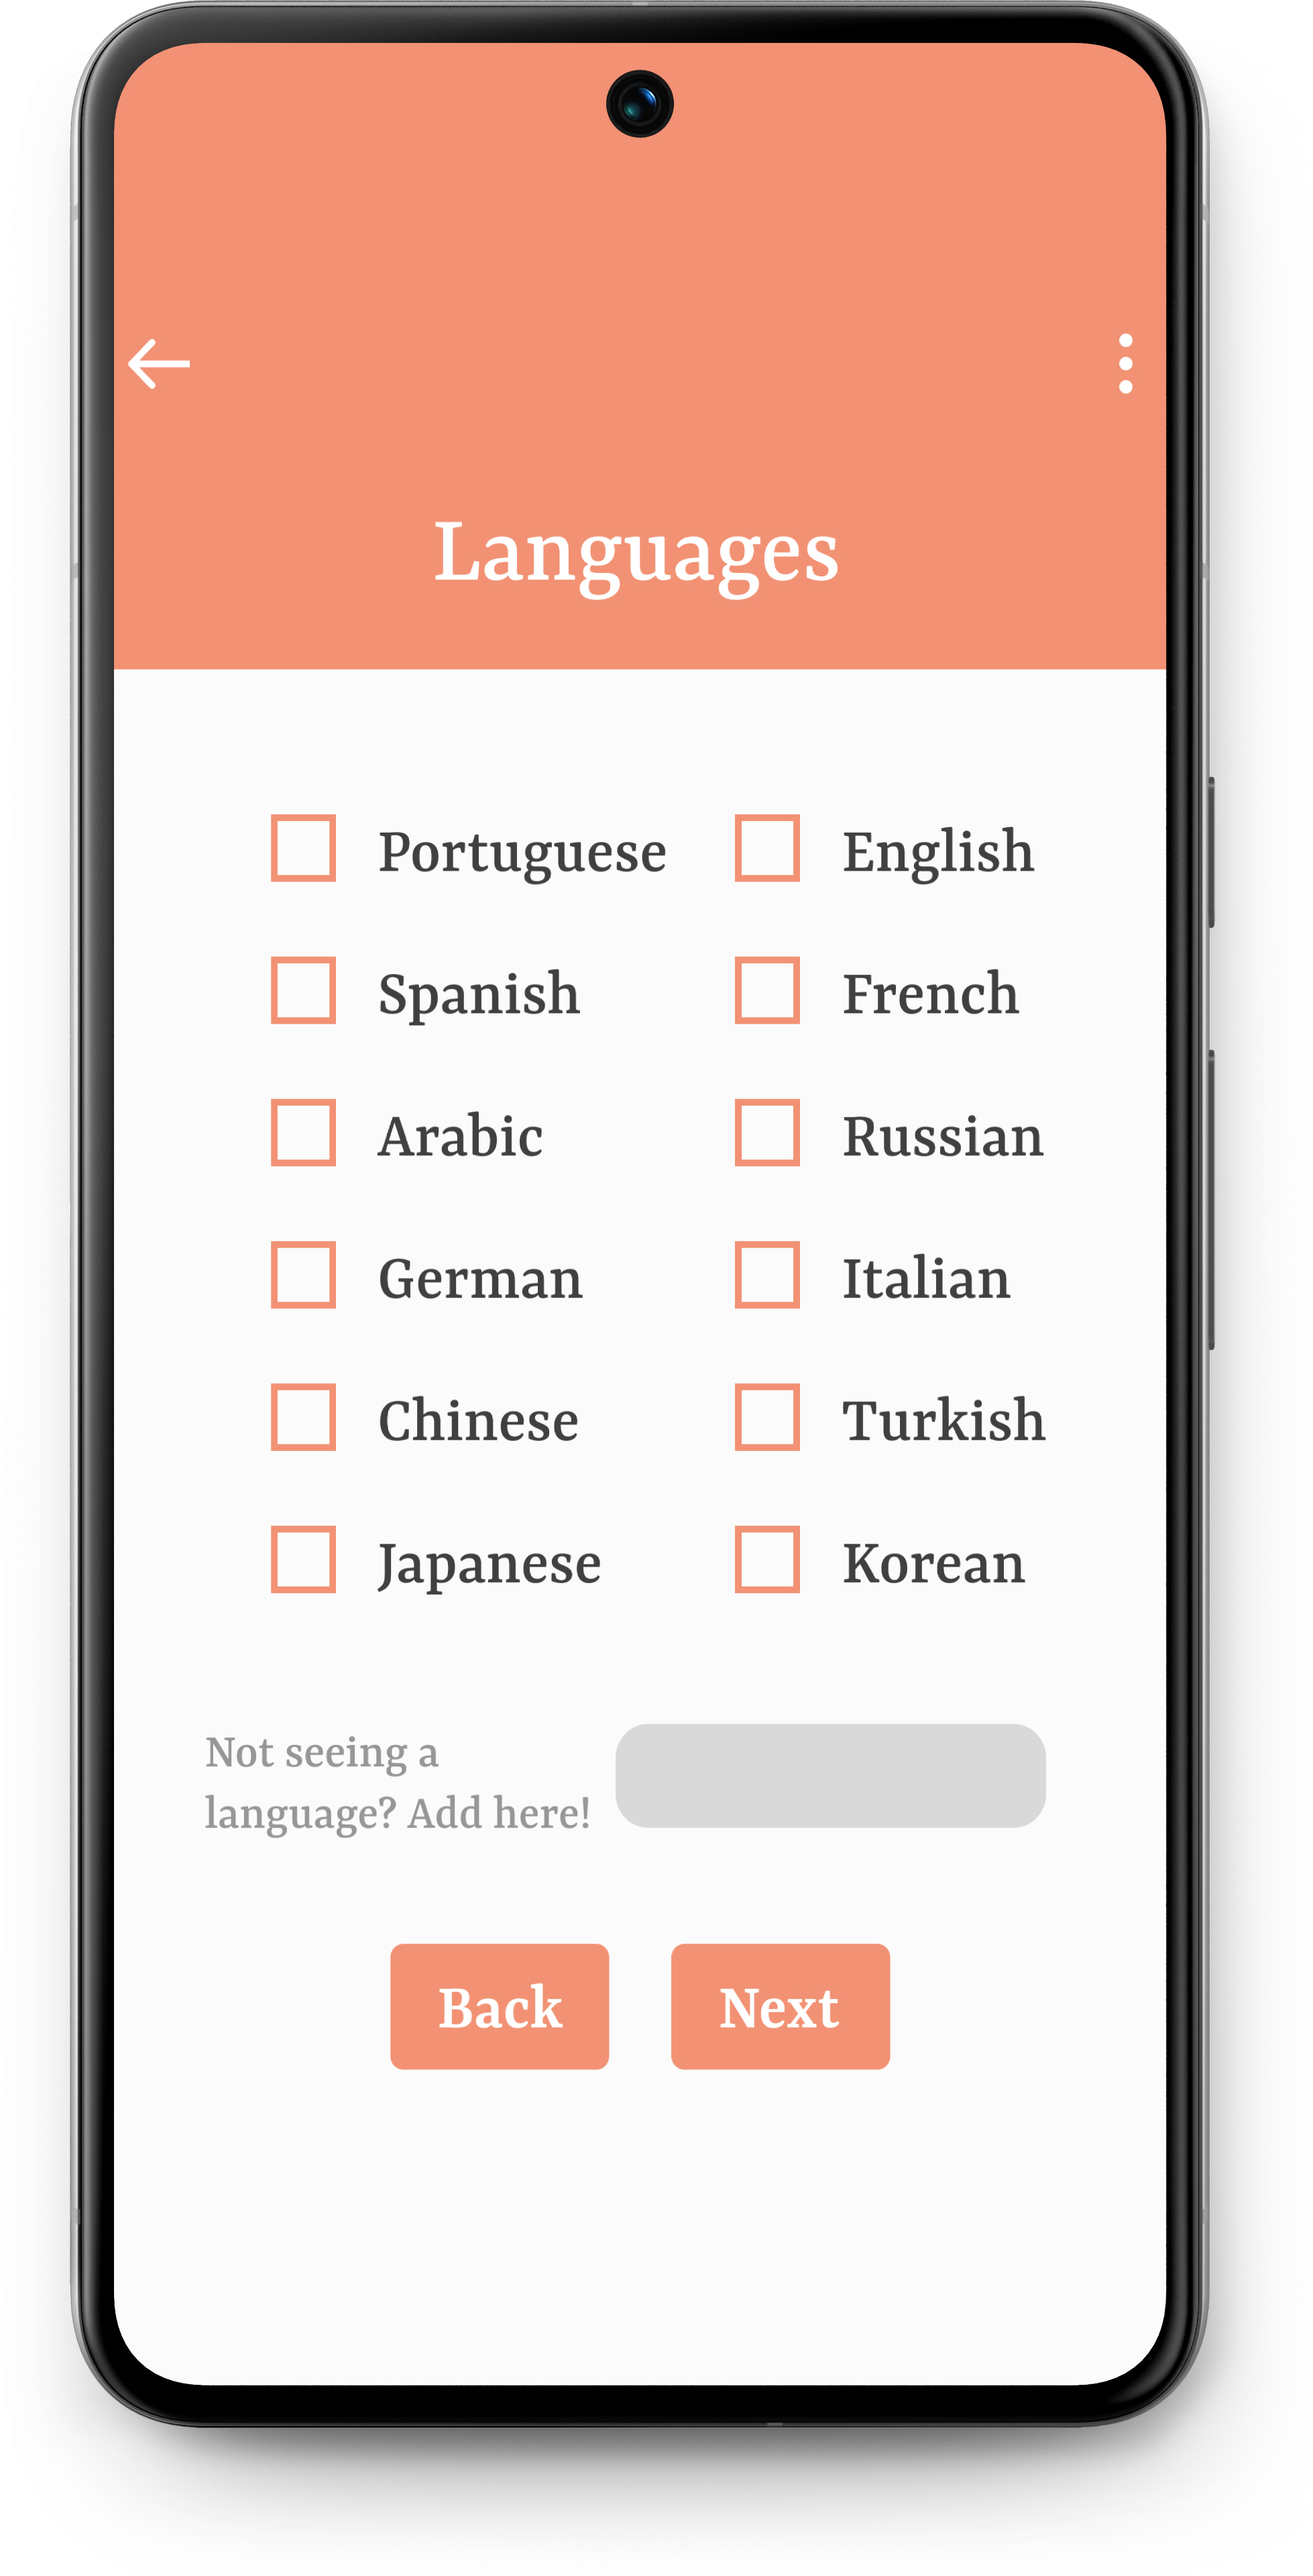 Languages
Portuguese
English
Spanish
French
Arabic
Russian
German
Italian
Chinese
Turkish
Japanese
Korean
Not seeing a
language? Add here!
Back
Next